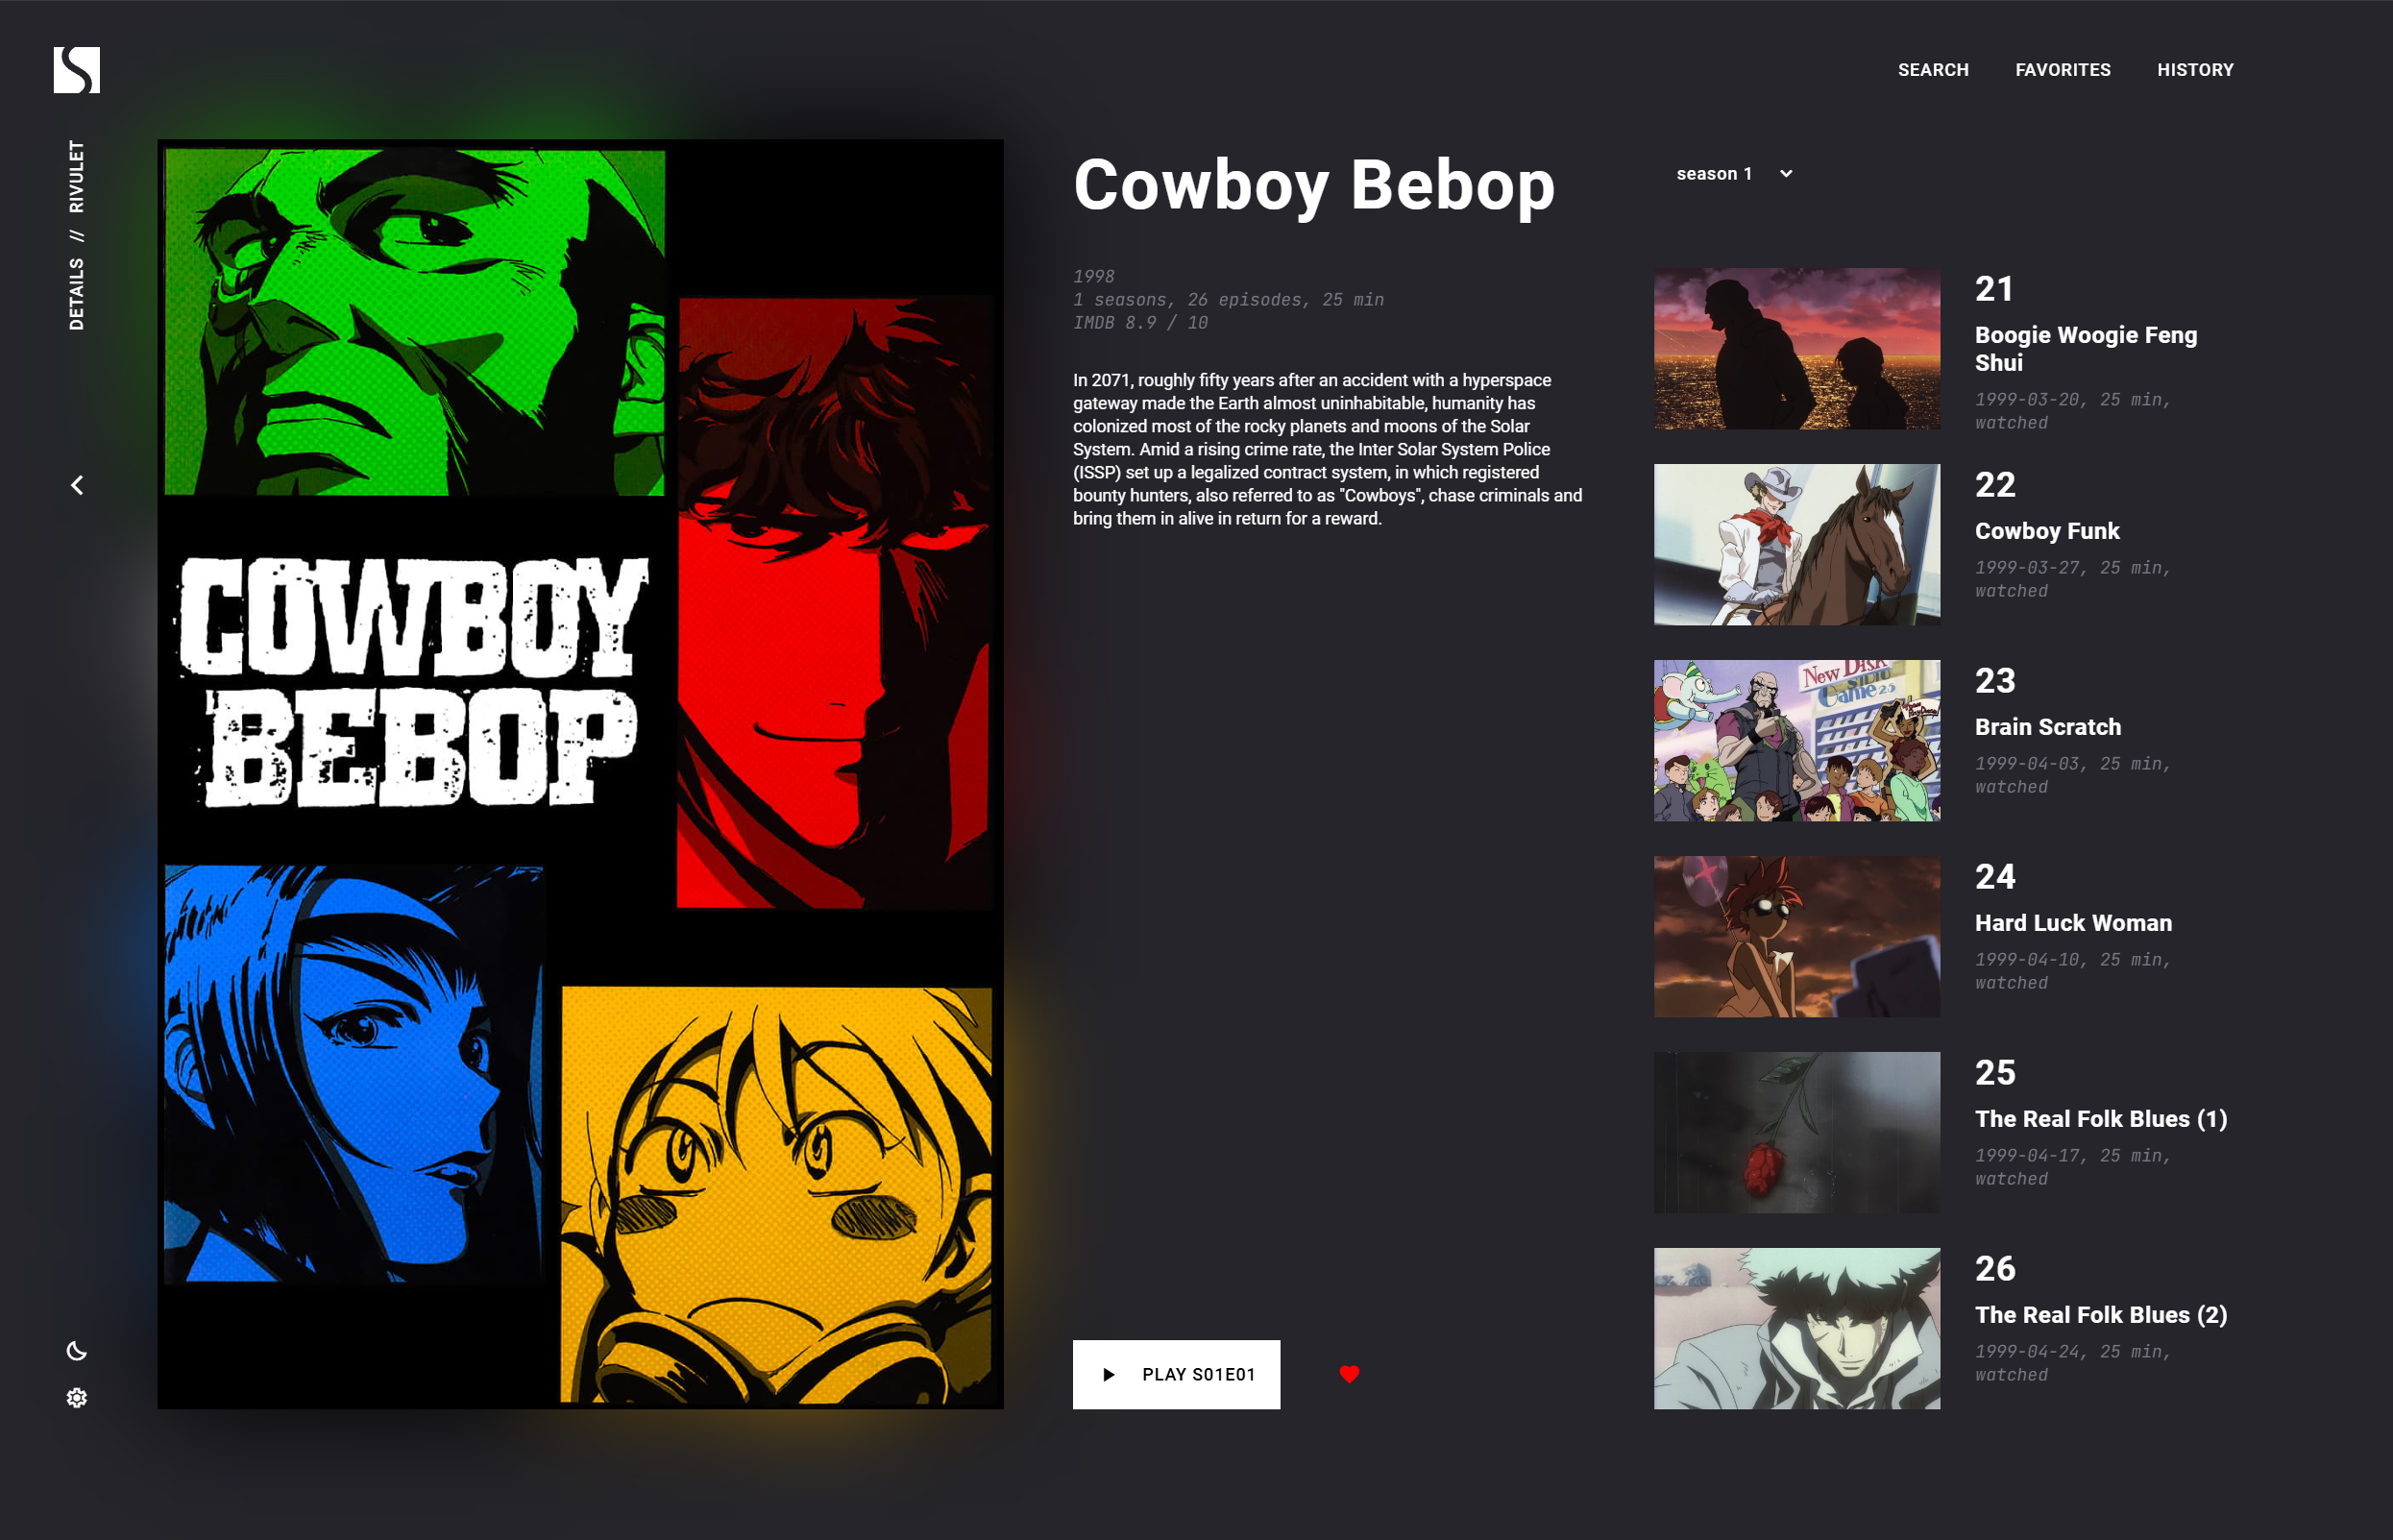 SEARCH FAVORITES HISTORY
DETAILS // RIVULET
COWBOY
BEBOP
Cowboy Bebop
1998
1 seasons, 26 episodes, 25 min
IMDB 8.9 / 10
In 2071, roughly fifty years after an accident with a hyperspace
gateway made the Earth almost uninhabitable, humanity has
colonized most of the rocky planets and moons of the Solar
System. Amid a rising crime rate, the Inter Solar System Police
(ISSP) set up a legalized contract system, in which registered
bounty hunters, also referred to as "Cowboys", chase criminals and
bring them in alive in return for a reward.
PLAY S01E01
season 1
21
Boogie Woogie Feng
Shui
1999-03-20, 25 min,
watched
22
Cowboy Funk
1999-03-27, 25 min,
watched
New Disk
Game 25
23
Brain Scratch
1999-04-03, 25 min,
watched
24
Hard Luck Woman
1999-04-10, 25 min,
watched
25
The Real Folk Blues (1)
1999-04-17, 25 min,
watched
26
The Real Folk Blues (2)
1999-04-24, 25 min,
watched